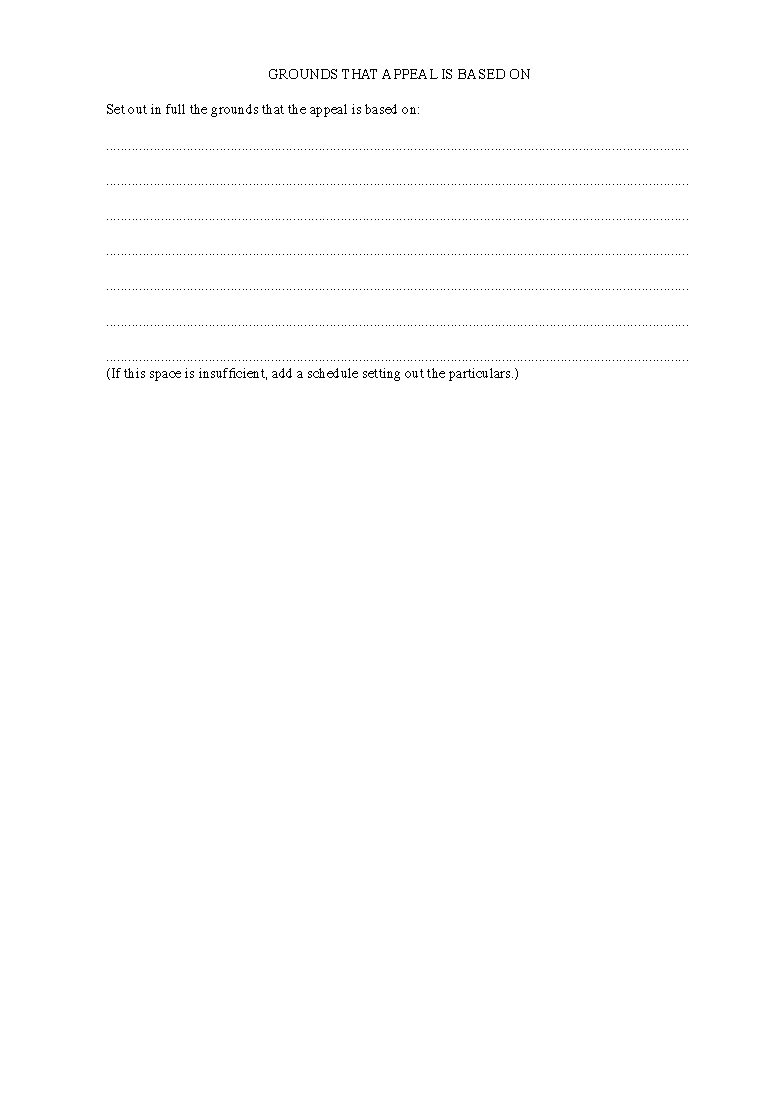 GROUNDS THAT APPEAL IS BASED ON
Set out in full the grounds that the appeal is based on:
................................................................................................................................................................
................................................................................................................................................................
................................................................................................................................................................
................................................................................................................................................................
................................................................................................................................................................
................................................................................................................................................................
................................................................................................................................................................
(If this space is insufficient, add a schedule setting out the particulars.)